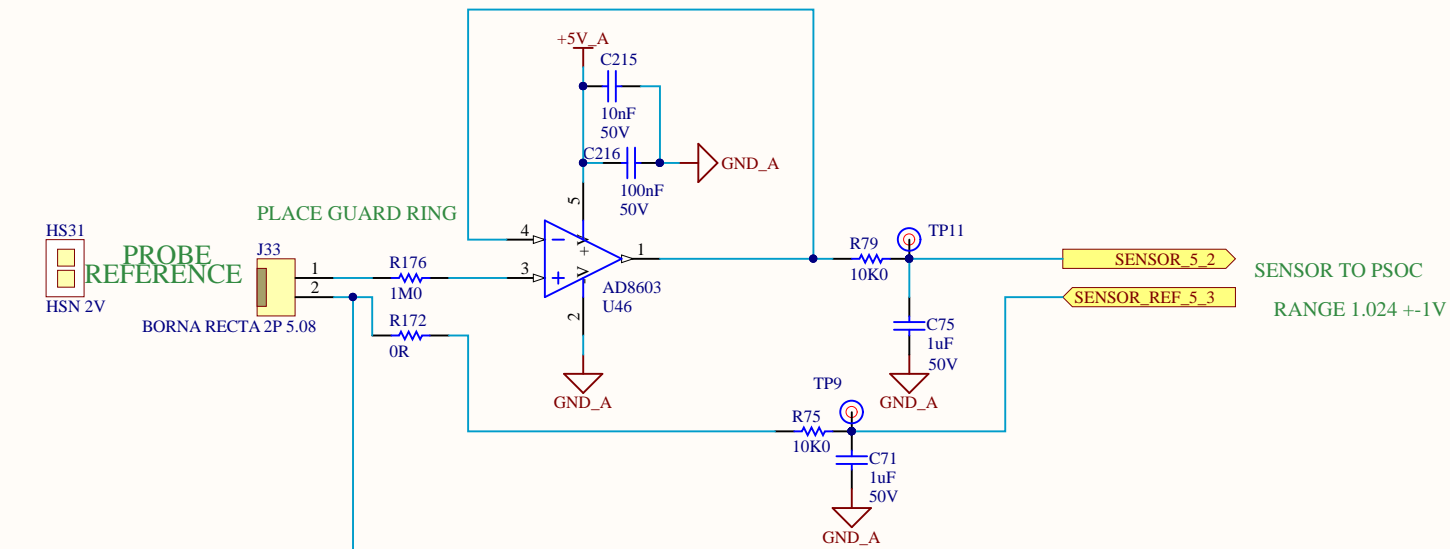 +5V_A
C215
10nF
50V
C216
GND_A
100nF
50V
PLACE GUARD RING
HS31
PROBE
REFERENCE
HSN 2V
J33
1
2
BORNA RECTA 2P 5.08
R176
1M0
R172
0R
4
3
5
2
1
+V
V
AD8603
U46
GND_A
R79
10K0
TP11
C75
1uF
50V
GND_A
SENSOR_5_2
SENSOR_REF_5_3
SENSOR TO PSOC
RANGE 1.024 +-1V
TP9
R75
10K0
C71
1uF
50V
GND_A